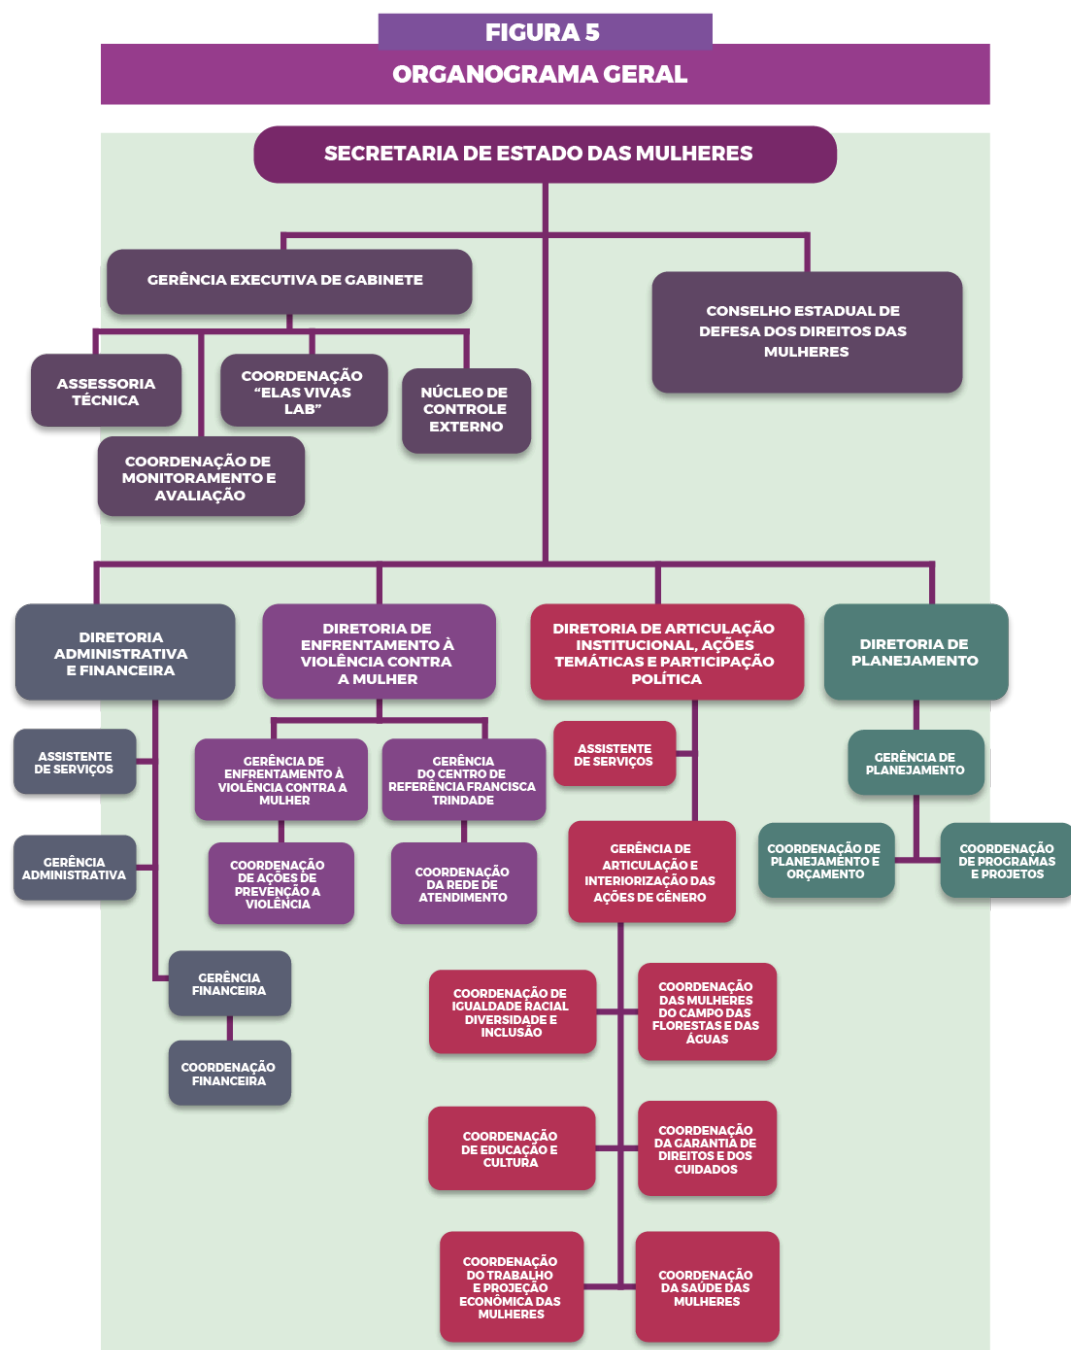 FIGURA 5
ORGANOGRAMA GERAL
SECRETARIA DE ESTADO DAS MULHERES
GERÊNCIA EXECUTIVA DE GABINETE
CONSELHO ESTADUAL DE
DEFESA DOS DIREITOS DAS
MULHERES
ASSESSORIA
TÉCNICA
COORDENAÇÃO
“ELAS VIVAS
LAB”
NÚCLEO DE
CONTROLE
EXTERNO
COORDENAÇÃO DE
MONITORAMENTO E
AVALIAÇÃO
DIRETORIA
ADMINISTRATIVA
E FINANCEIRA
DIRETORIA DE
ENFRENTAMENTO À
VIOLÊNCIA CONTRA
A MULHER
DIRETORIA DE ARTICULAÇÃO
INSTITUCIONAL, AÇÕES
TEMÁTICAS E PARTICIPAÇÃO
POLÍTICA
DIRETORIA DE
PLANEJAMENTO
ASSISTENTE
DE SERVIÇOS
GERÊNCIA DE
ENFRENTAMENTO À
VIOLÊNCIA CONTRA A
MULHER
GERÊNCIA
DO CENTRO DE
REFERÊNCIA FRANCISCA
TRINDADE
ASSISTENTE
DE SERVIÇOS
GERÊNCIA DE
PLANEJAMENTO
GERÊNCIA
ADMINISTRATIVA
COORDENAÇÃO
DE AÇÕES DE
PREVENÇÃO A
VIOLÊNCIA
COORDENAÇÃO
DA REDE DE
ATENDIMENTO
GERÊNCIA DE
ARTICULAÇÃO E
INTERIORIZAÇÃO DAS
AÇÕES DE GÊNERO
COORDENAÇÃO DE
PLANEJAMENTO E
ORÇAMENTO
COORDENAÇÃO
DE PROGRAMAS
E PROJETOS
GERÊNCIA
FINANCEIRA
COORDENAÇÃO
FINANCEIRA
COORDENAÇÃO DE
IGUALDADE RACIAL
DIVERSIDADE E
INCLUSÃO
COORDENAÇÃO
DAS MULHERES
DO CAMPO DAS
FLORESTAS E DAS
ÁGUAS
COORDENAÇÃO
DE EDUCAÇÃO E
CULTURA
COORDENAÇÃO
DA GARANTIA DE
DIREITOS E DOS
CUIDADOS
COORDENAÇÃO
DO TRABALHO
E PROJEÇÃO
ECONÔMICA DAS
MULHERES
COORDENAÇÃO
DA SAÚDE DAS
MULHERES